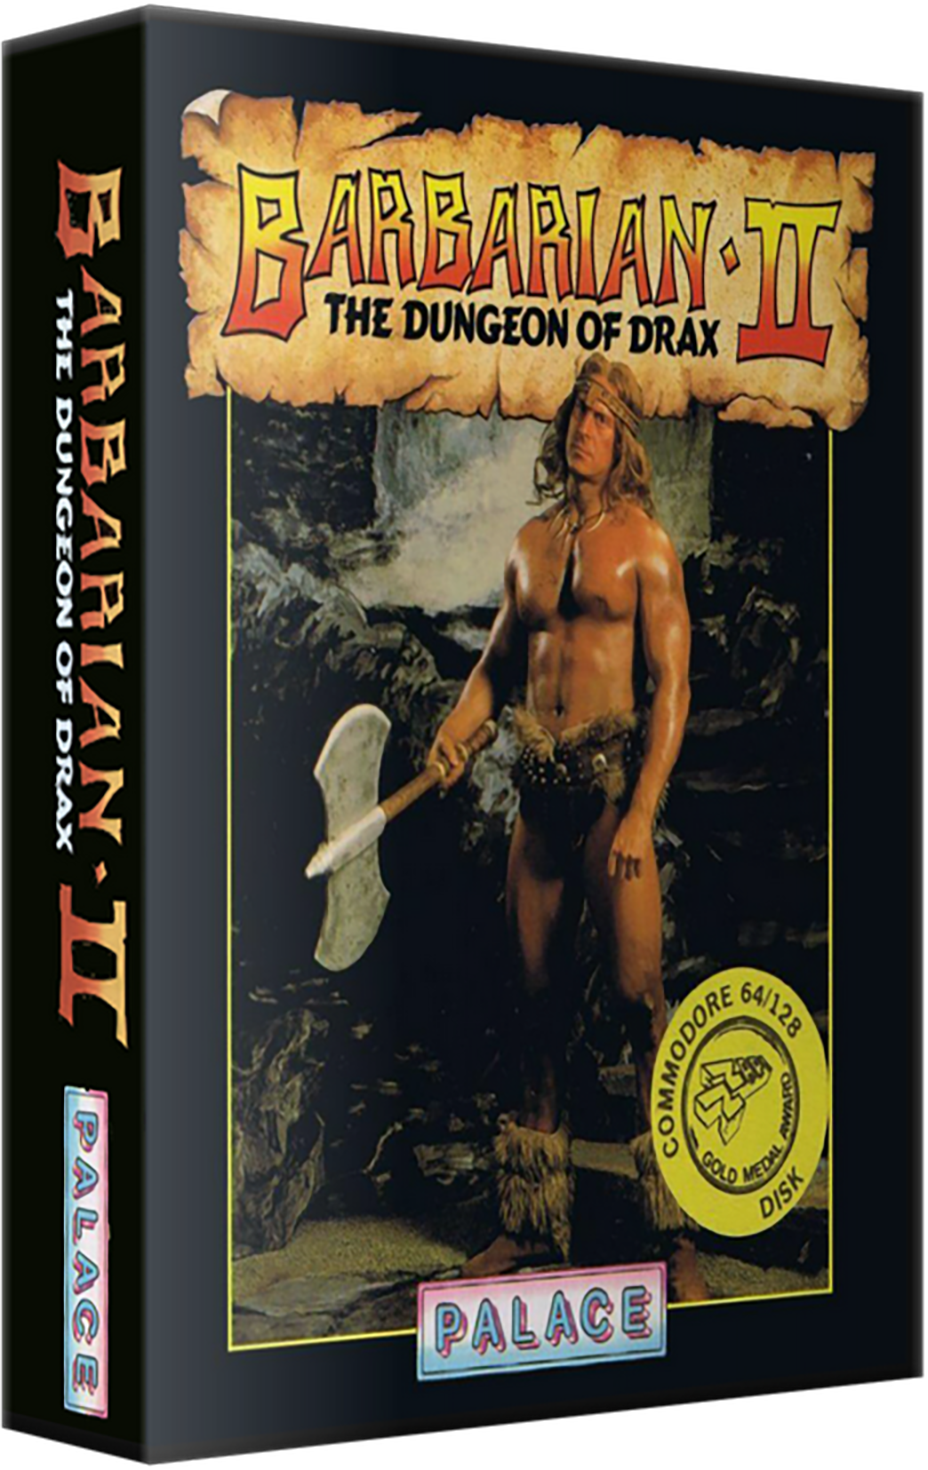 BARBARIAN · II
THE DUNGEON OF DRAX
COMMODORE 64/128
GOLD MEDAL AWARD
DISK
PALACE
BARBARIAN · II
THE DUNGEON OF DRAX
PALACE